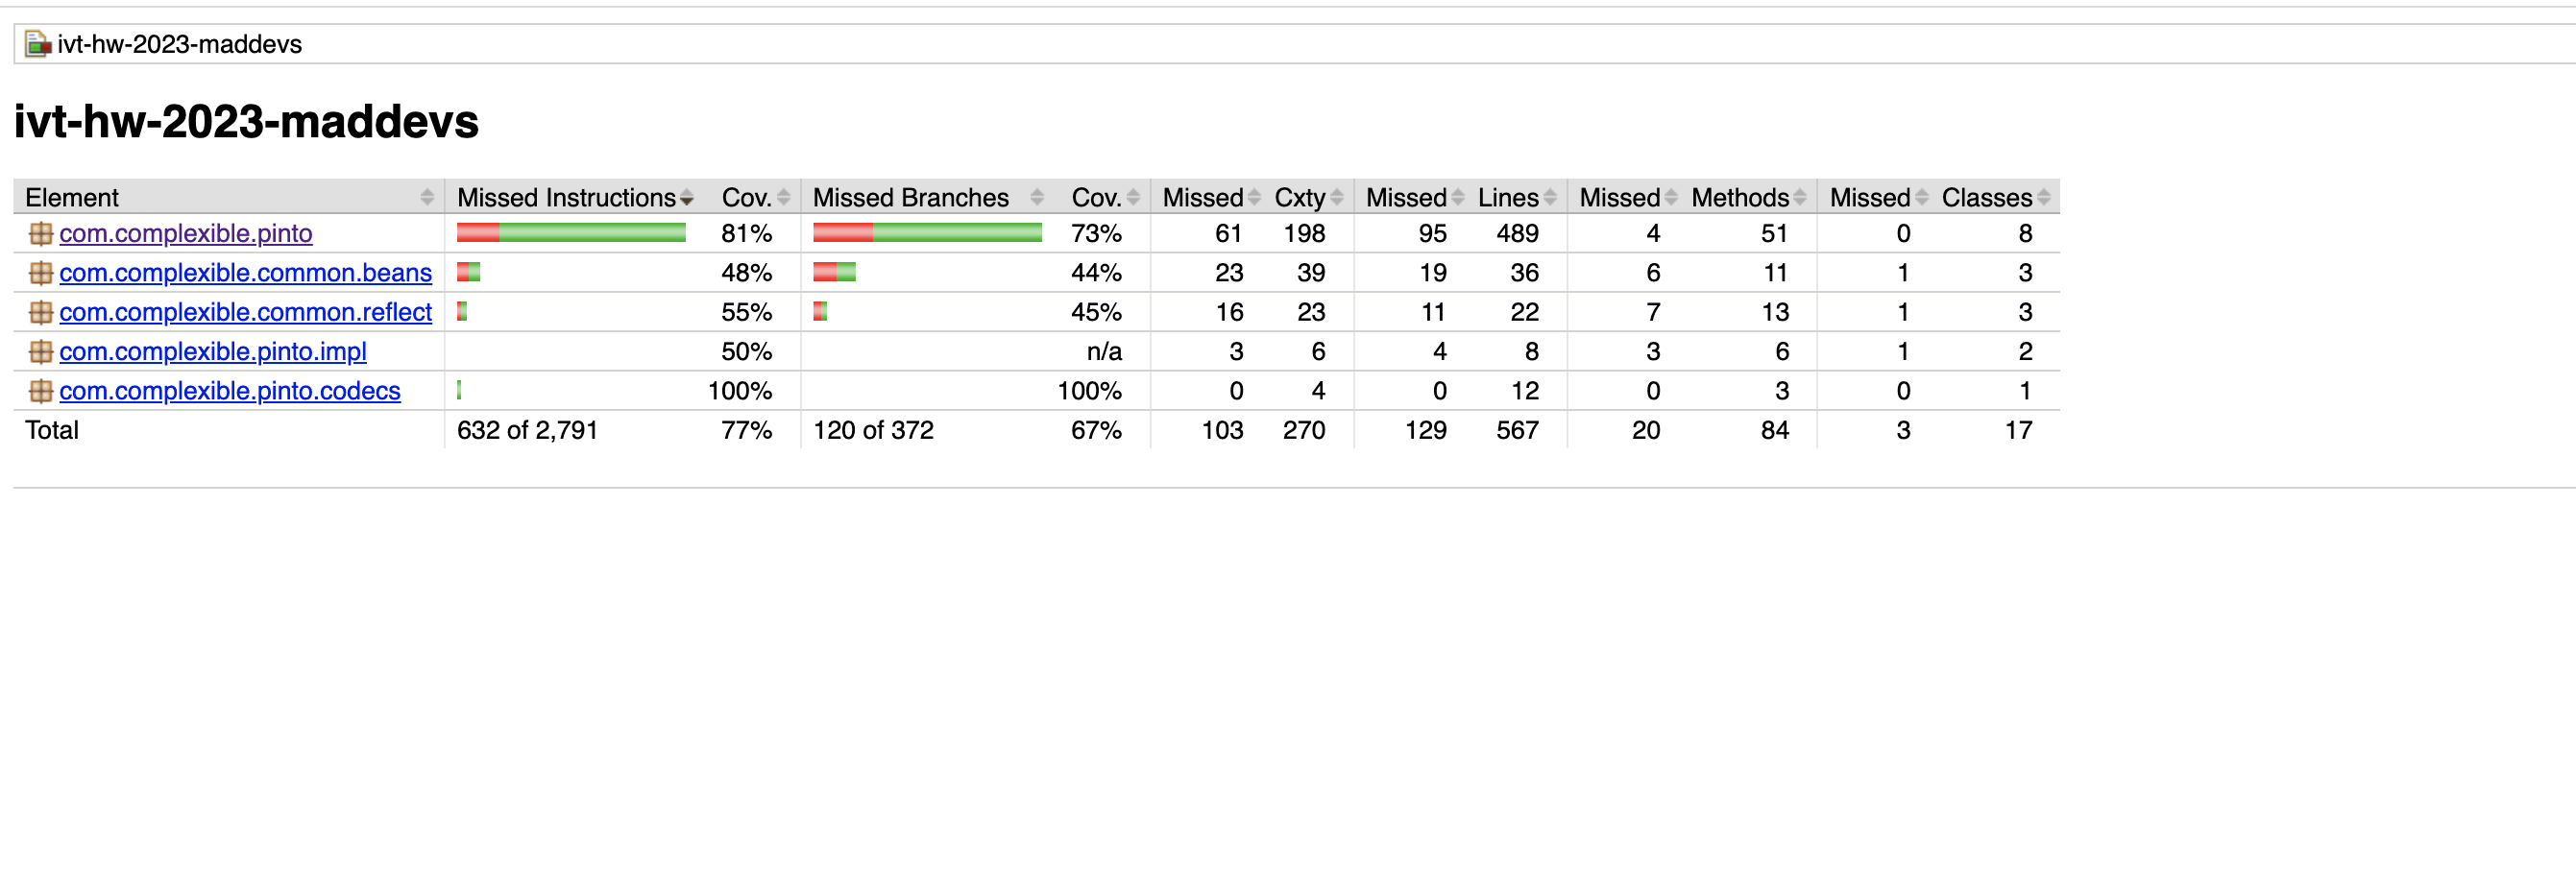 ivt-hw-2023-maddevs
ivt-hw-2023-maddevs
Element Missed Instructions Cov. Missed Branches Cov. Missed Cxty Missed Lines Missed Methods Missed Classes
com.complexible.pinto 81% 73% 61 198 95 489 4 51 0 8
com.complexible.common.beans 48% 44% 23 39 19 36 6 11 1 3
com.complexible.common.reflect 55% 45% 16 23 11 22 7 13 1 3
com.complexible.pinto.impl 50% n/a 3 6 4 8 3 6 1 2
com.complexible.pinto.codecs 100% 100% 0 4 0 12 0 3 0 1
Total 632 of 2,791 77% 120 of 372 67% 103 270 129 567 20 84 3 17